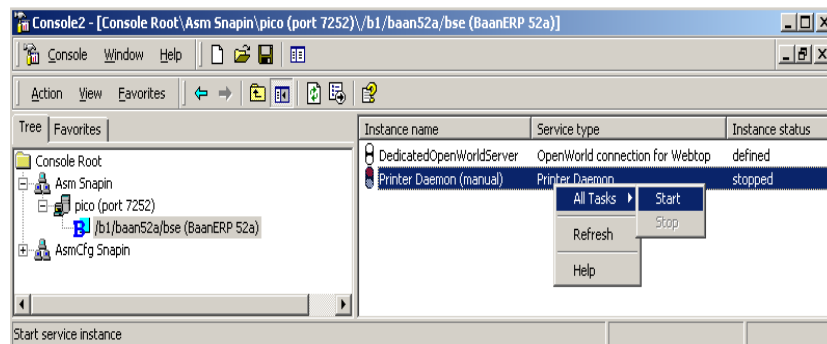 Console2 - [Console Root\Asm Snapin\pico (port 7252)\/b1/baan52a/bse (BaanERP 52a)]
Console Window Help
Action View Favorites
Tree Favorites
Console Root
Asm Snapin
pico (port 7252)
/b1/baan52a/bse (BaanERP 52a)
AsmCfg Snapin
Instance name Service type Instance status
DedicatedOpenWorldServer OpenWorld connection for Webtop defined
Printer Daemon (manual) Printer Daemon stopped
All Tasks Start
Stop
Refresh
Help
Start service instance